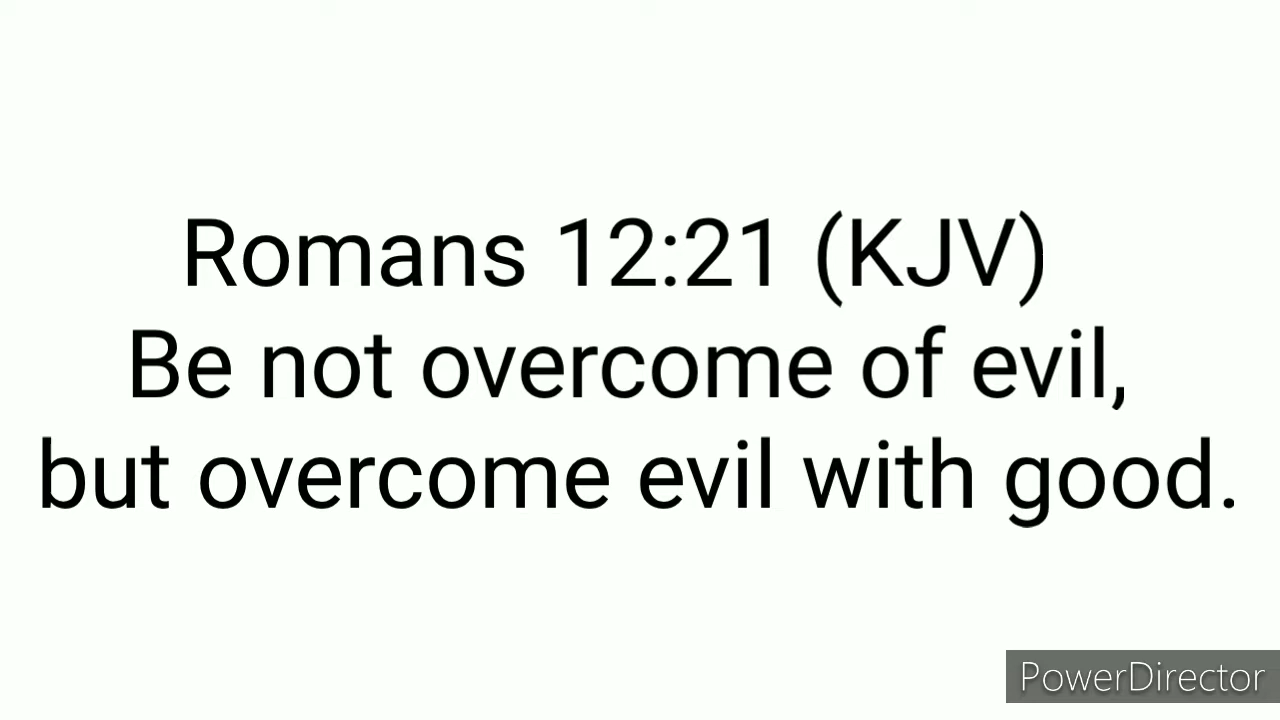 Romans 12:21 (KJV)
Be not overcome of evil,
but overcome evil with good.
PowerDirector